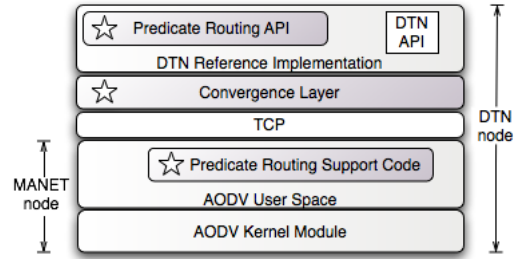 Predicate Routing API
DTN
API
DTN Reference Implementation
Convergence Layer
TCP
Predicate Routing Support Code
AODV User Space
AODV Kernel Module
MANET
node
DTN
node